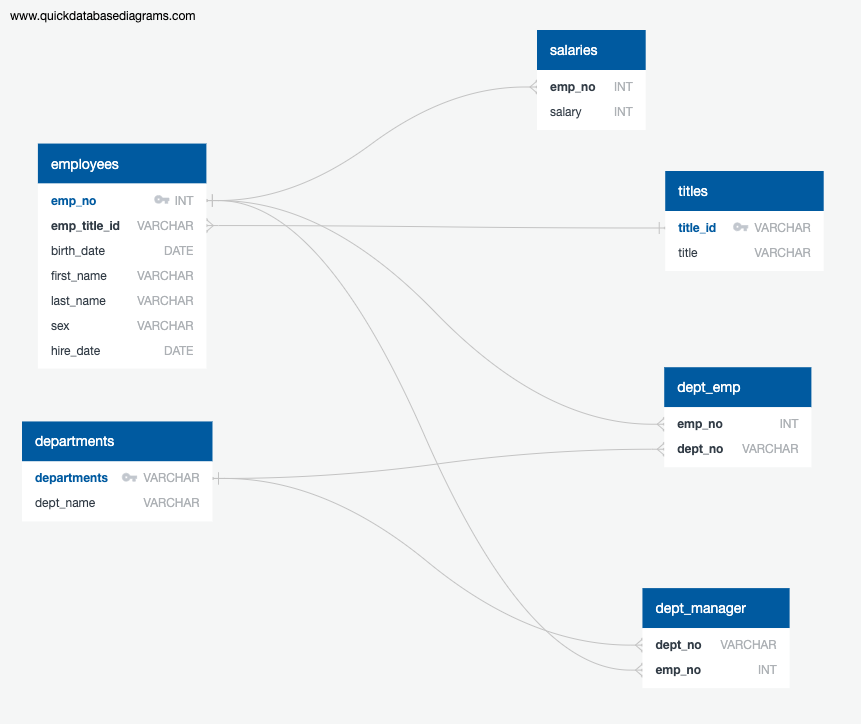 www.quickdatabasediagrams.com
salaries
emp_no INT
salary INT
employees
emp_no INT
emp_title_id VARCHAR
birth_date DATE
first_name VARCHAR
last_name VARCHAR
sex VARCHAR
hire_date DATE
titles
title_id VARCHAR
title VARCHAR
dept_emp
emp_no INT
dept_no VARCHAR
departments
departments VARCHAR
dept_name VARCHAR
dept_manager
dept_no VARCHAR
emp_no INT